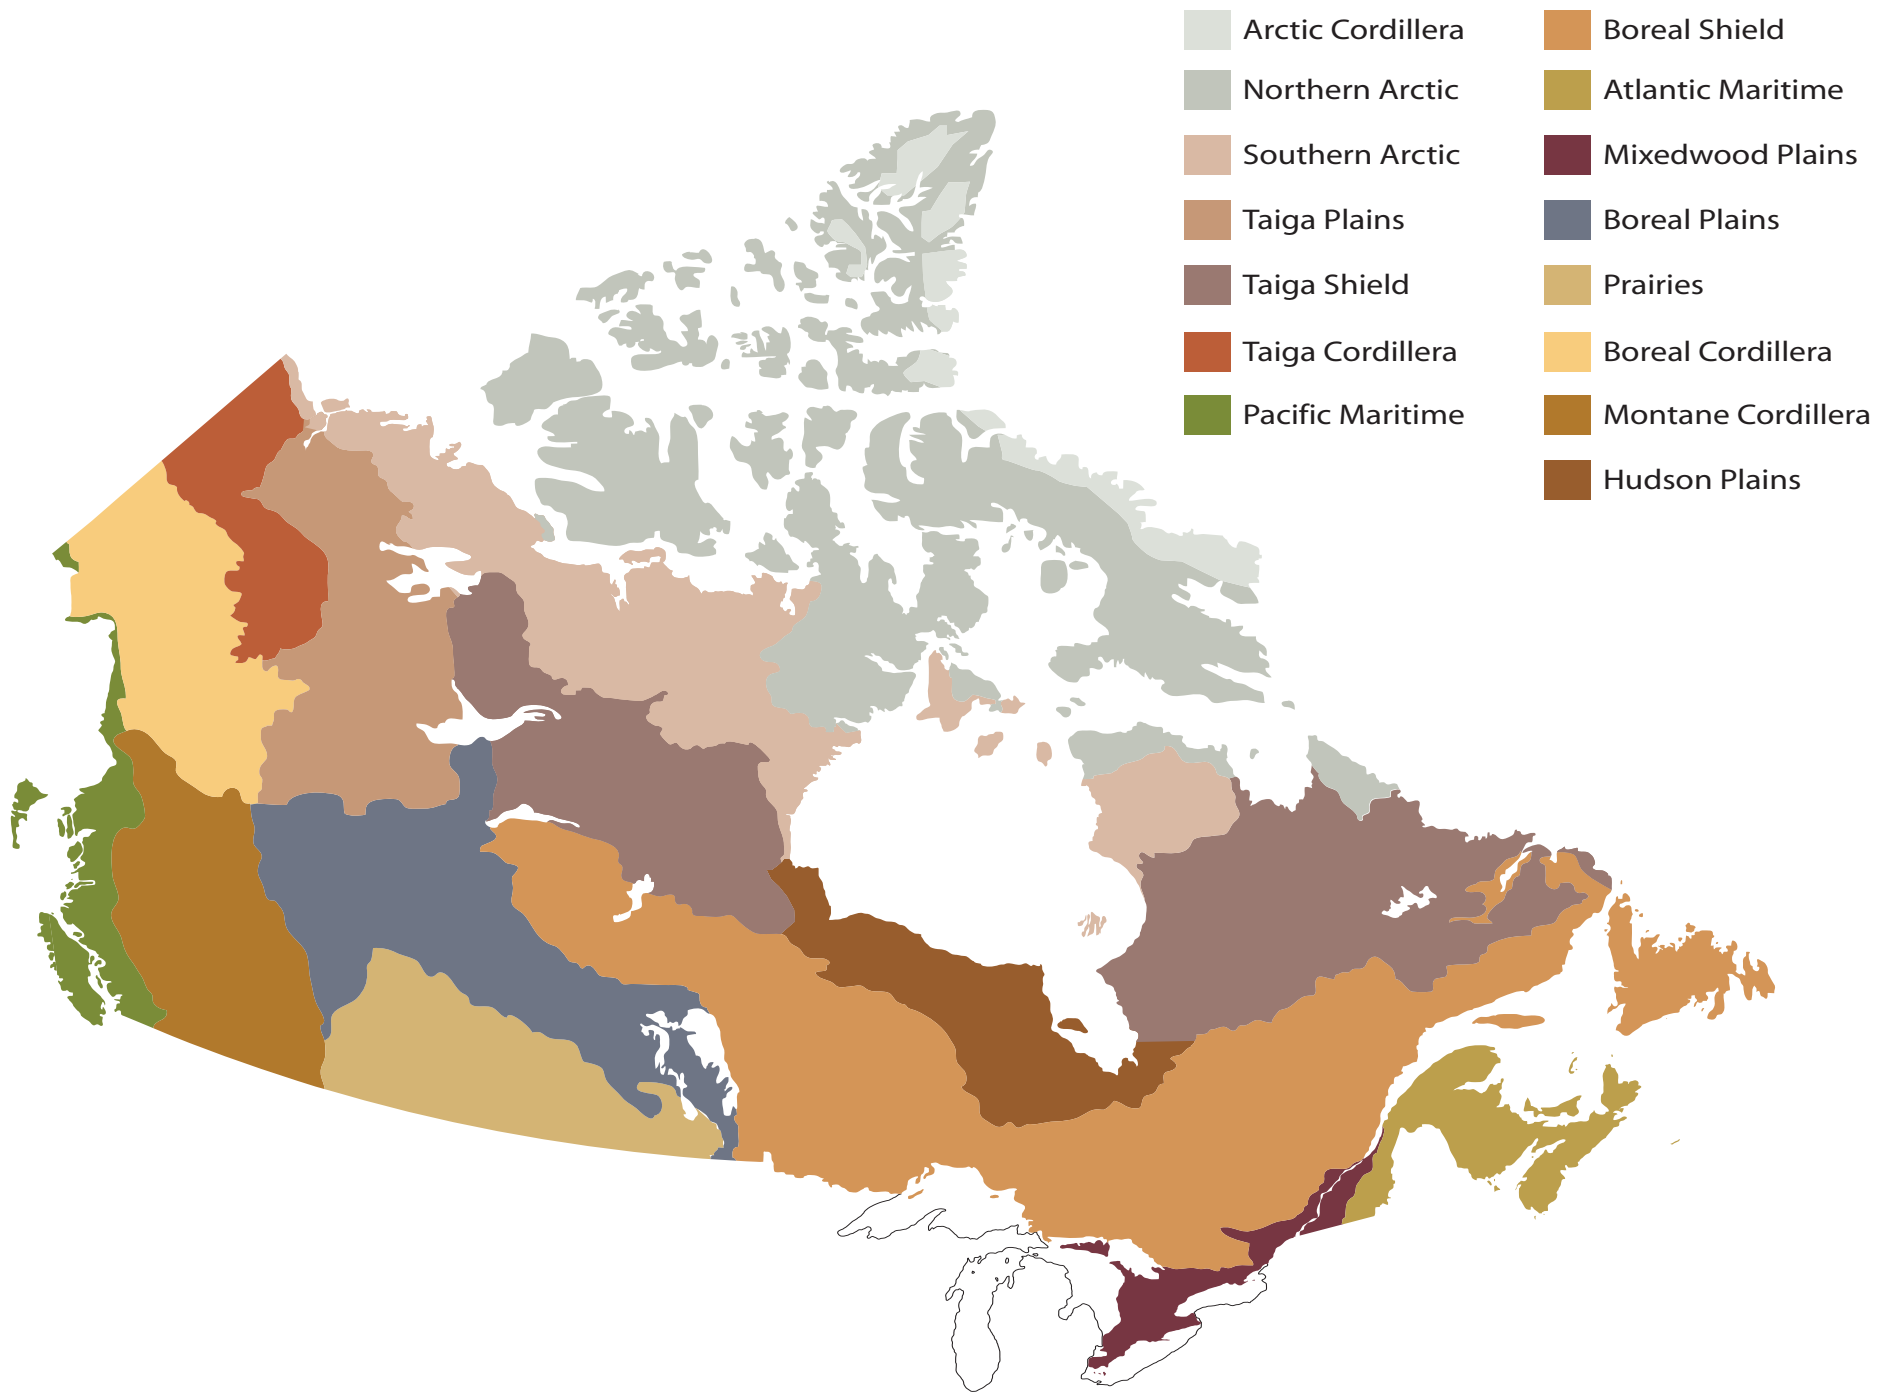 Arctic Cordillera
Northern Arctic
Southern Arctic
Taiga Plains
Taiga Shield
Taiga Cordillera
Pacific Maritime
Boreal Shield
Atlantic Maritime
Mixedwood Plains
Boreal Plains
Prairies
Boreal Cordillera
Montane Cordillera
Hudson Plains